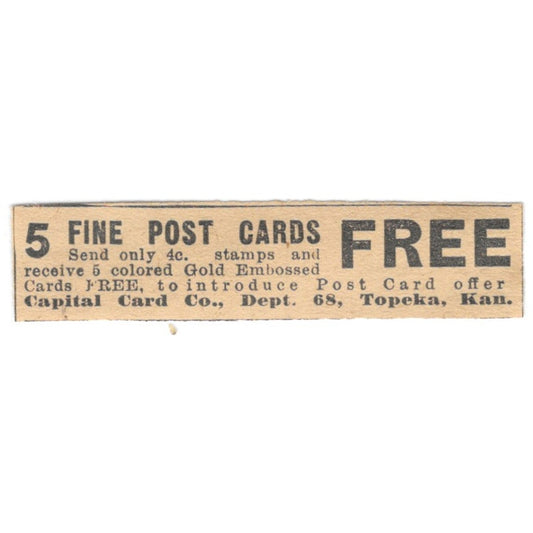 5 FINE POST CARDS FREE
Send only 4c. stamps and
receive 5 colored Gold Embossed
Cards FREE, to introduce Post Card offer
Capital Card Co., Dept. 68, Topeka, Kan.